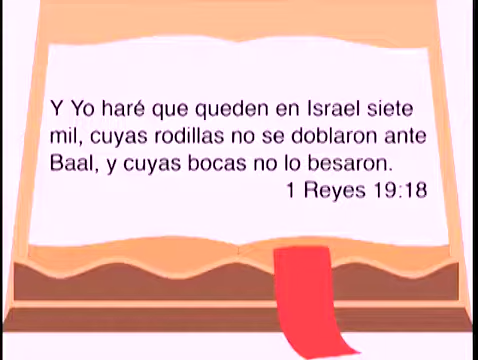 Y Yo haré que queden en Israel siete
mil, cuyas rodillas no se doblaron ante
Baal, y cuyas bocas no lo besaron.
1 Reyes 19:18